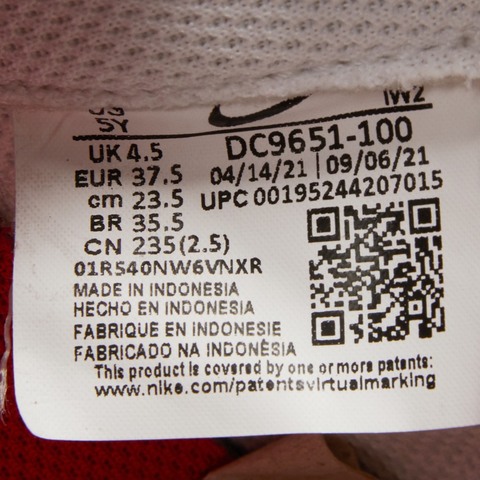 US
5Y
UK 4.5
EUR 37.5
cm 23.5
BR 35.5
CN 235(2.5)
DC9651-100
04/14/21 | 09/06/21
UPC 00195244207015
01R540NW6VNXR
MADE IN INDONESIA
HECHO EN INDONESIA
FABRIQUE EN INDONESIE
FABRICADO NA INDONÉSIA
This product is covered by one or more patents:
www.nike.com/patentsvirtualmarking